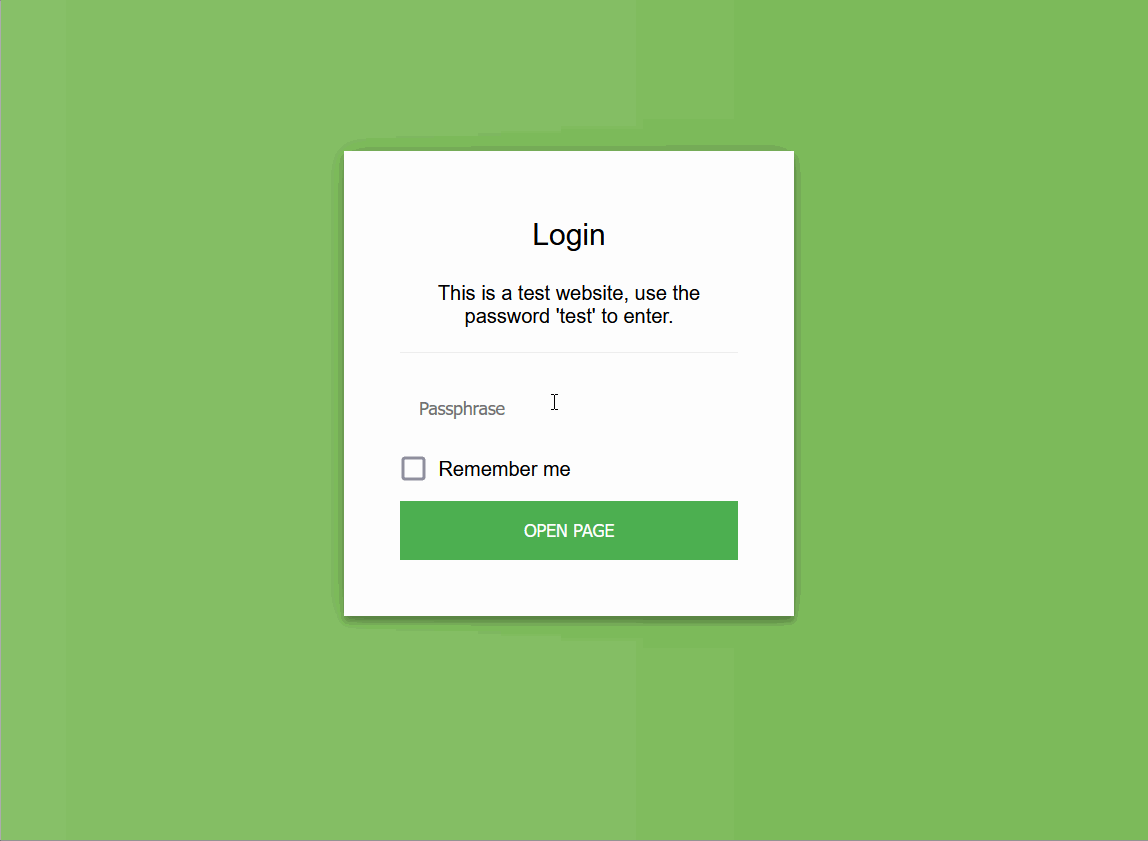 Login
This is a test website, use the
password 'test' to enter.
Passphrase
Remember me
OPEN PAGE